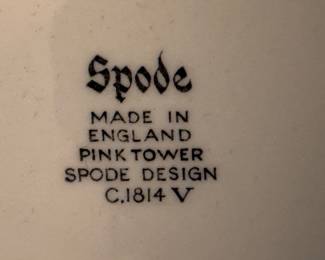 Spode
MADE IN
ENGLAND
PINK TOWER
SPODE DESIGN
C.1814 V